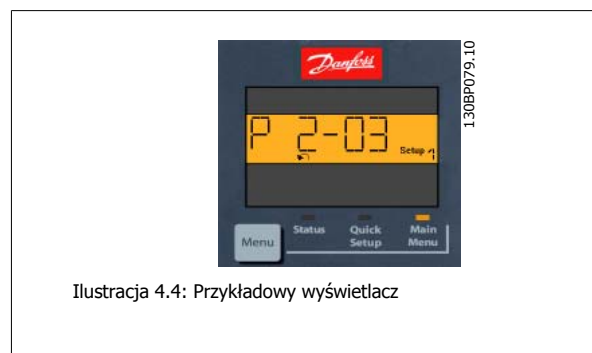 Danfoss
130BP079.10
P 2-03
Setup 1
Status Quick Setup Main Menu
Menu
Ilustracja 4.4: Przykładowy wyświetlacz